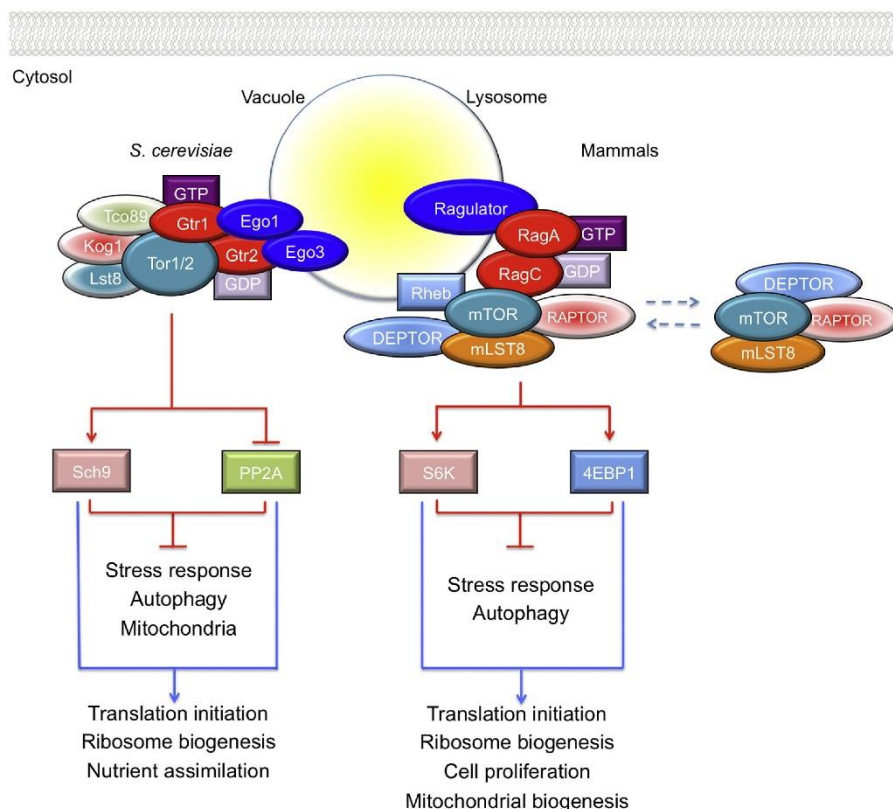 Cytosol
Vacuole
Lysosome
S. cerevisiae
Mammals
GTP
Tco89
Gtr1
Ego1
Kog1
Gtr2
Ego3
Tor1/2
Lst8
GDP
Ragulator
RagA
GTP
RagC
GDP
Rheb
mTOR
RAPTOR
DEPTOR
mLST8
DEPTOR
mTOR
RAPTOR
mLST8
Sch9
PP2A
S6K
4EBP1
Stress response
Autophagy
Mitochondria
Stress response
Autophagy
Translation initiation
Ribosome biogenesis
Nutrient assimilation
Translation initiation
Ribosome biogenesis
Cell proliferation
Mitochondrial biogenesis